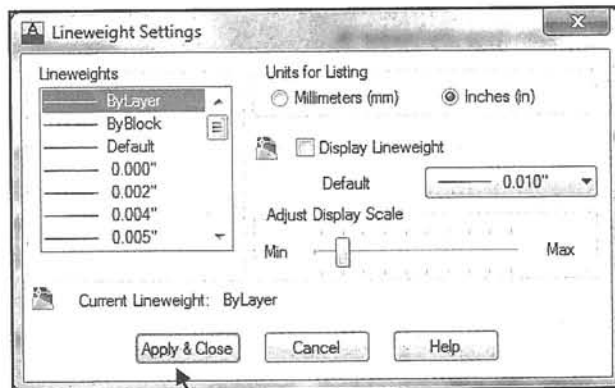 Lineweight Settings
Lineweights
ByLayer
ByBlock
Default
0.000"
0.002"
0.004"
0.005"
Units for Listing
Millimeters (mm)
Inches (in)
Display Lineweight
Default
0.010"
Adjust Display Scale
Min
Max
Current Lineweight: ByLayer
Apply & Close
Cancel
Help